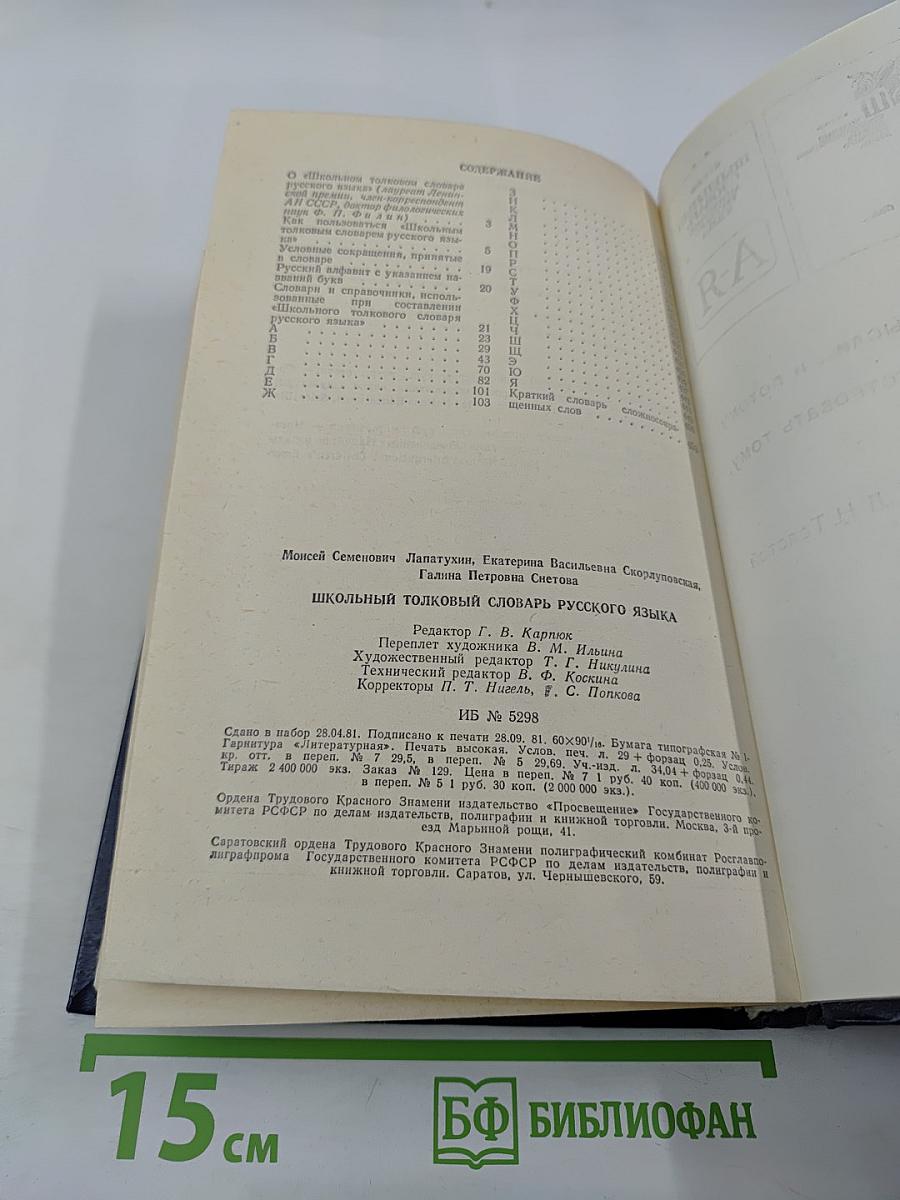 СОДЕРЖАНИЕ
О «Школьном толковом словаре
русского языка» (лауреат Ленин-
ской премии, член-корреспондент
АН СССР, доктор филологических
наук Ф. П. Филин) . . . . 3
Как пользоваться «Школьным
толковым словарем русского язы-
ка» . . . . . . . . 5
Условные сокращения, принятые
в словаре . . . . . . . 19
Русский алфавит с указанием на-
званий букв . . . . . . 20
Словари и справочники, исполь-
зованные при составлении
«Школьного толкового словаря
русского языка» . . . . . 21
А . . . . . . . . 23
Б . . . . . . . . 29
В . . . . . . . . 43
Г . . . . . . . . 70
Д . . . . . . . . 82
Е . . . . . . . . 101
Ж . . . . . . . . 103
З
И
К
Л
М
Н
О
П
Р
С
Т
У
Ф
Х
Ц
Ч
Ш
Щ
Э
Ю
Я
Краткий словарь сложносокра-
щенных слов
Моисей Семенович Лапатухин, Екатерина Васильевна Скорлуповская,
Галина Петровна Снетова
ШКОЛЬНЫЙ ТОЛКОВЫЙ СЛОВАРЬ РУССКОГО ЯЗЫКА
Редактор Г. В. Карпюк
Переплет художника В. М. Ильина
Художественный редактор Т. Г. Никулина
Технический редактор В. Ф. Коскина
Корректоры П. Т. Нигель, С. Попкова
ИБ № 5298
Сдано в набор 28.04.81. Подписано к печати 28.09. 81. 60×90¹/₁₆. Бумага типографская № 1.
Гарнитура «Литературная». Печать высокая. Услов. печ. л. 29 + форзац 0,25. Услов.
кр. отт. в переп. № 7 29,5, в переп. № 5 29,69. Уч.-изд. л. 34,04 + форзац 0,44.
Тираж 2 400 000 экз. Заказ № 129. Цена в переп. № 7 1 руб. 40 коп. (400 000 экз.),
в переп. № 5 1 руб. 30 коп. (2 000 000 экз.).
Ордена Трудового Красного Знамени издательство «Просвещение» Государственного ко-
митета РСФСР по делам издательств, полиграфии и книжной торговли. Москва, 3-й про-
езд Марьиной рощи, 41.
Саратовский ордена Трудового Красного Знамени полиграфический комбинат Росглавпо-
лиграфпрома Государственного комитета РСФСР по делам издательств, полиграфии и
книжной торговли. Саратов, ул. Чернышевского, 59.
15 см
БФ БИБЛИОФАН